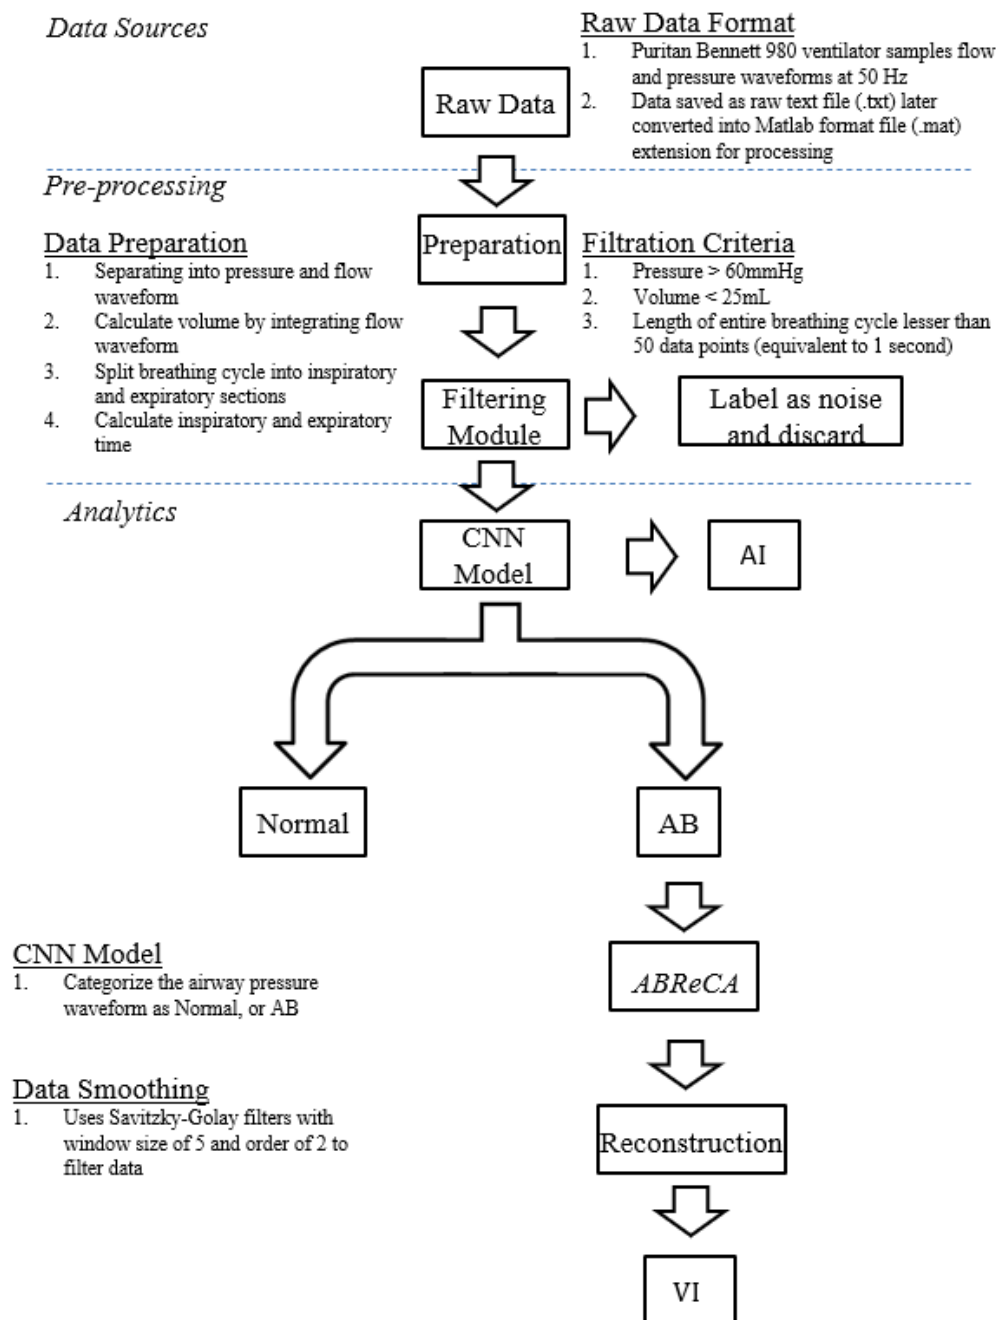 Data Sources
Raw Data Format
1. Puritan Bennett 980 ventilator samples flow
and pressure waveforms at 50 Hz
2. Data saved as raw text file (.txt) later
converted into Matlab format file (.mat)
extension for processing
Raw Data
Pre-processing
Data Preparation
1. Separating into pressure and flow
waveform
2. Calculate volume by integrating flow
waveform
3. Split breathing cycle into inspiratory
and expiratory sections
4. Calculate inspiratory and expiratory
time
Preparation
Filtration Criteria
1. Pressure > 60mmHg
2. Volume < 25mL
3. Length of entire breathing cycle lesser than
50 data points (equivalent to 1 second)
Filtering
Module
Label as noise
and discard
Analytics
CNN
Model
AI
Normal
AB
CNN Model
1. Categorize the airway pressure
waveform as Normal, or AB
ABReCA
Data Smoothing
1. Uses Savitzky-Golay filters with
window size of 5 and order of 2 to
filter data
Reconstruction
VI